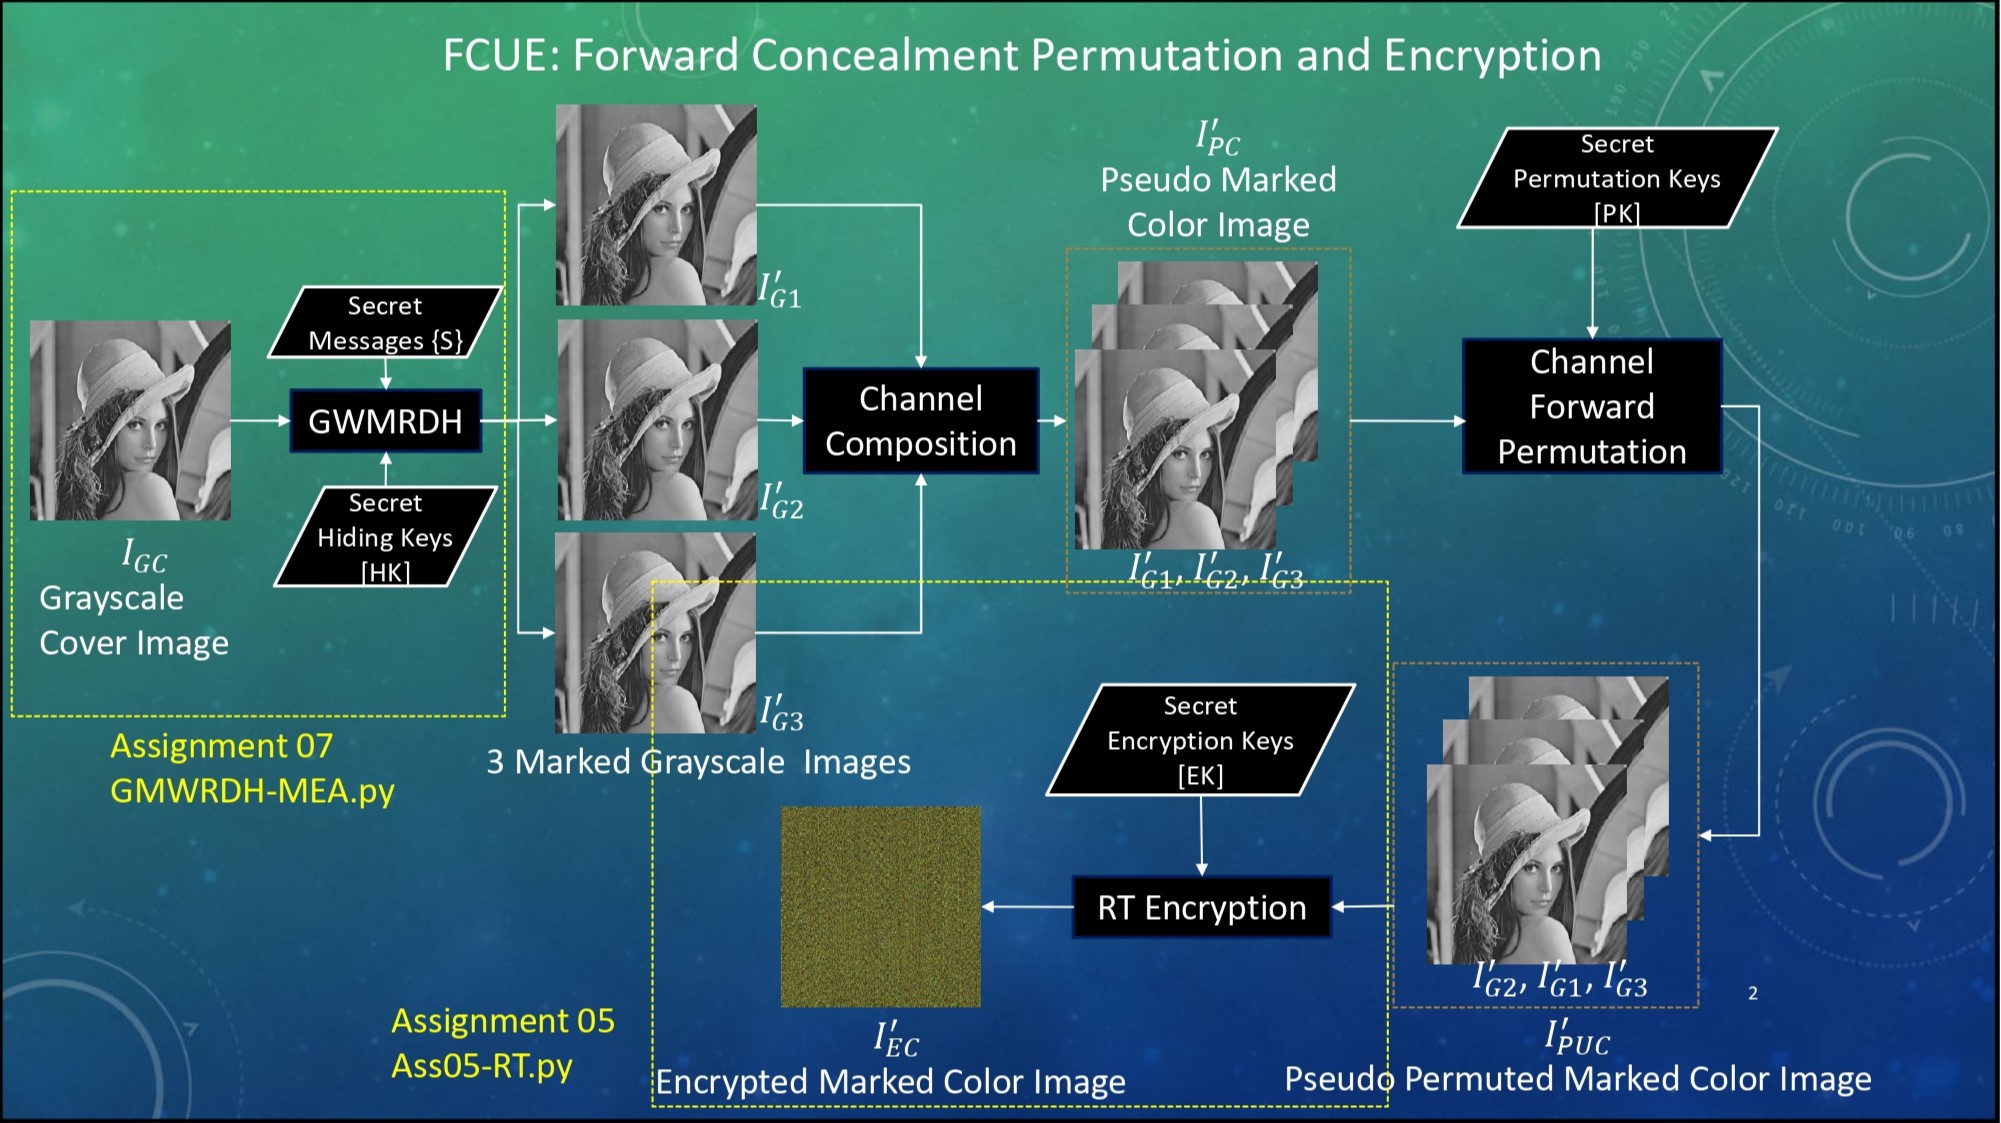 FCUE: Forward Concealment Permutation and Encryption
I'PC
Pseudo Marked
Color Image
Secret
Permutation Keys
[PK]
I'G1
Secret
Messages {S}
GWMRDH
Secret
Hiding Keys
[HK]
IGC
Grayscale
Cover Image
I'G2
Channel
Composition
I'G1, I'G2, I'G3
Channel
Forward
Permutation
I'G3
3 Marked Grayscale Images
Assignment 07
GMWRDH-MEA.py
Secret
Encryption Keys
[EK]
RT Encryption
I'G2, I'G1, I'G3
2
I'PUC
Pseudo Permuted Marked Color Image
I'EC
Encrypted Marked Color Image
Assignment 05
Ass05-RT.py